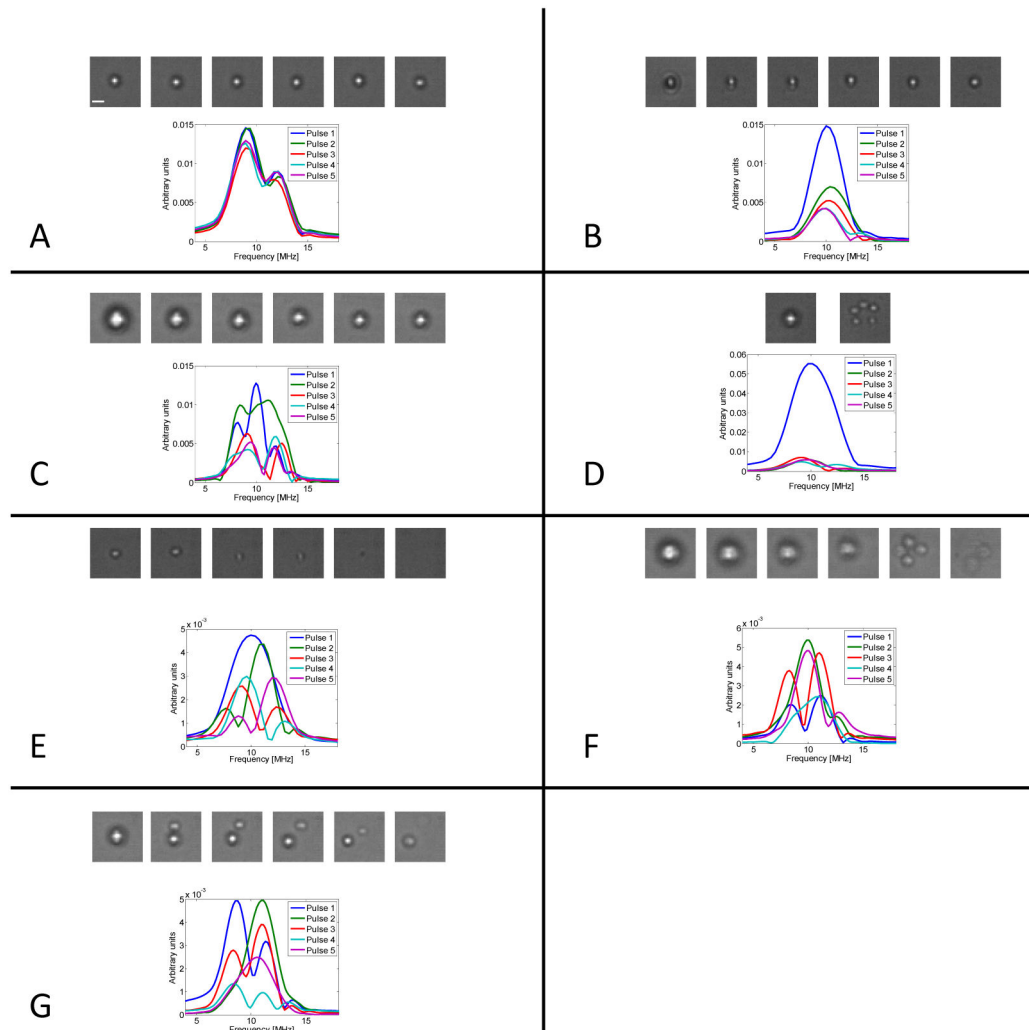 0.015
0.01
0.005
0
Arbitrary units
Pulse 1
Pulse 2
Pulse 3
Pulse 4
Pulse 5
5 10 15
Frequency [MHz]
A
0.015
0.01
0.005
0
Arbitrary units
Pulse 1
Pulse 2
Pulse 3
Pulse 4
Pulse 5
5 10 15
Frequency [MHz]
B
0.015
0.01
0.005
0
Arbitrary units
Pulse 1
Pulse 2
Pulse 3
Pulse 4
Pulse 5
5 10 15
Frequency [MHz]
C
0.06
0.05
0.04
0.03
0.02
0.01
0
Arbitrary units
Pulse 1
Pulse 2
Pulse 3
Pulse 4
Pulse 5
5 10 15
Frequency [MHz]
D
5 x 10⁻³
4
3
2
1
0
Arbitrary units
Pulse 1
Pulse 2
Pulse 3
Pulse 4
Pulse 5
5 10 15
Frequency [MHz]
E
6 x 10⁻³
5
4
3
2
1
0
Arbitrary units
Pulse 1
Pulse 2
Pulse 3
Pulse 4
Pulse 5
5 10 15
Frequency [MHz]
F
5 x 10⁻³
4
3
2
1
0
Arbitrary units
Pulse 1
Pulse 2
Pulse 3
Pulse 4
Pulse 5
5 10 15
Frequency [MHz]
G